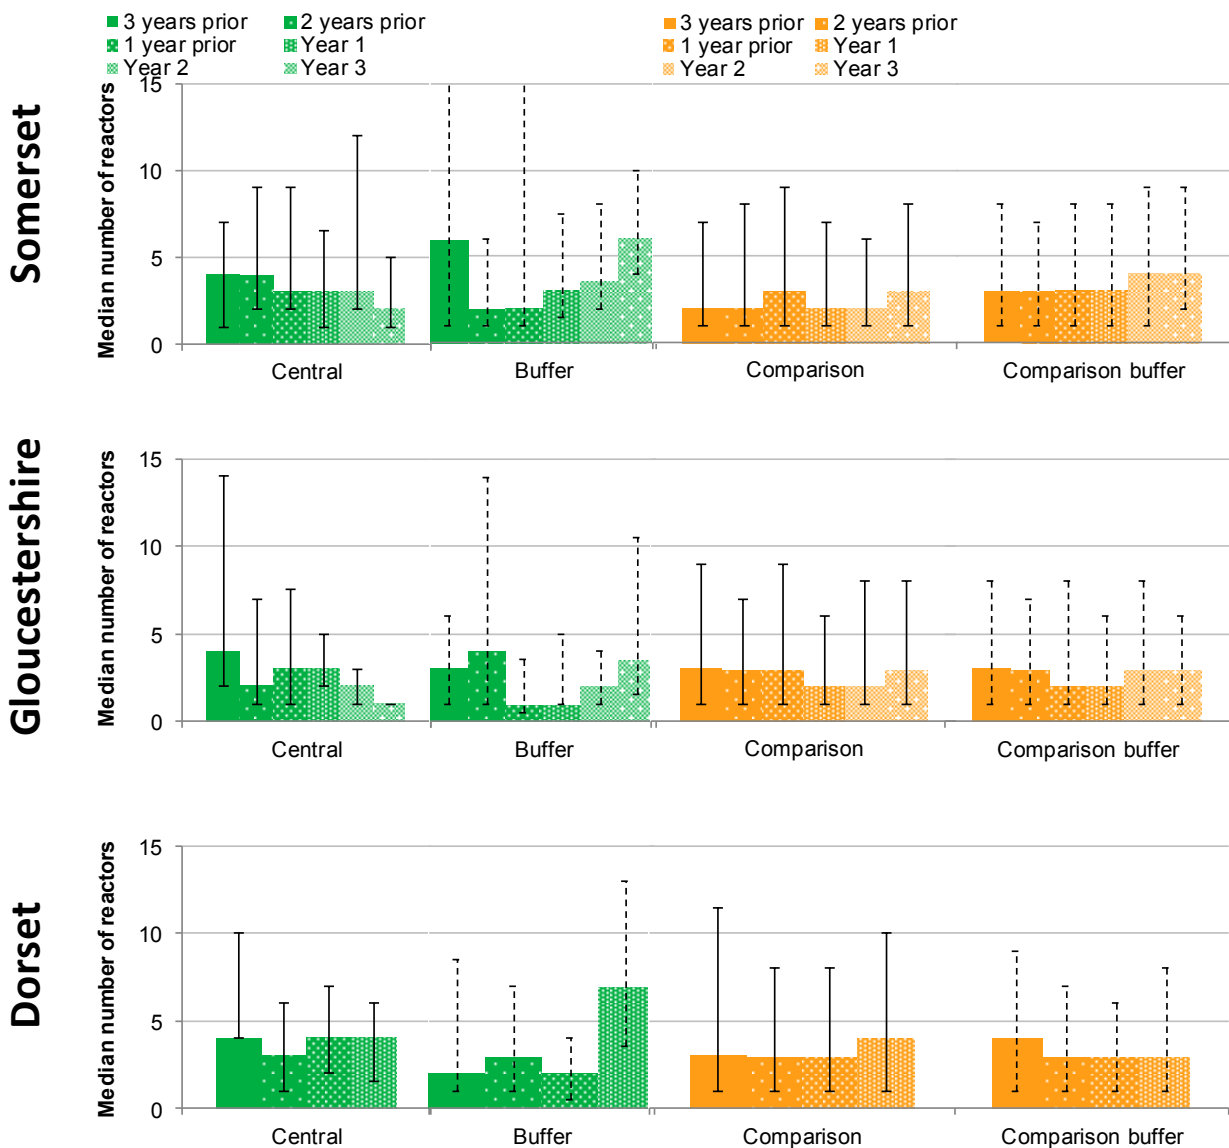 3 years prior 2 years prior
1 year prior Year 1
Year 2 Year 3
3 years prior 2 years prior
1 year prior Year 1
Year 2 Year 3
Somerset
Median number of reactors
15
10
5
0
Central Buffer Comparison Comparison buffer
Gloucestershire
Median number of reactors
15
10
5
0
Central Buffer Comparison Comparison buffer
Dorset
Median number of reactors
15
10
5
0
Central Buffer Comparison Comparison buffer